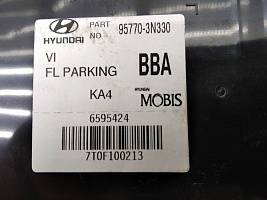 HYUNDAI
PART NO. 95770-3N330
VI
FL PARKING
BBA
KA4
HYUNDAI
MOBIS
6595424
7T0F100213